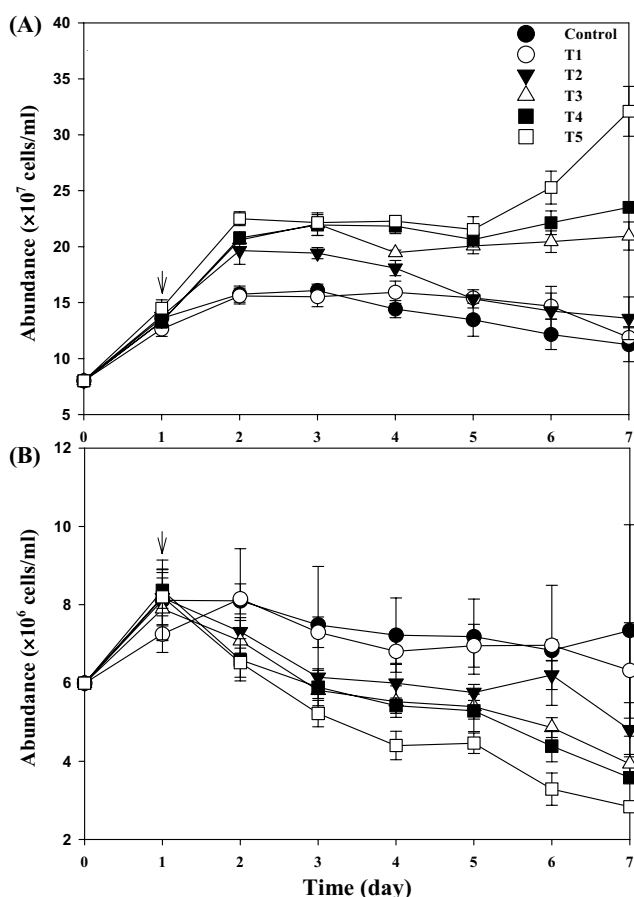 (A)
Abundance (×10⁷ cells/ml)
40
35
30
25
20
15
10
5
Control
T1
T2
T3
T4
T5
0 1 2 3 4 5 6 7
(B)
Abundance (×10⁶ cells/ml)
12
10
8
6
4
2
0 1 2 3 4 5 6 7
Time (day)